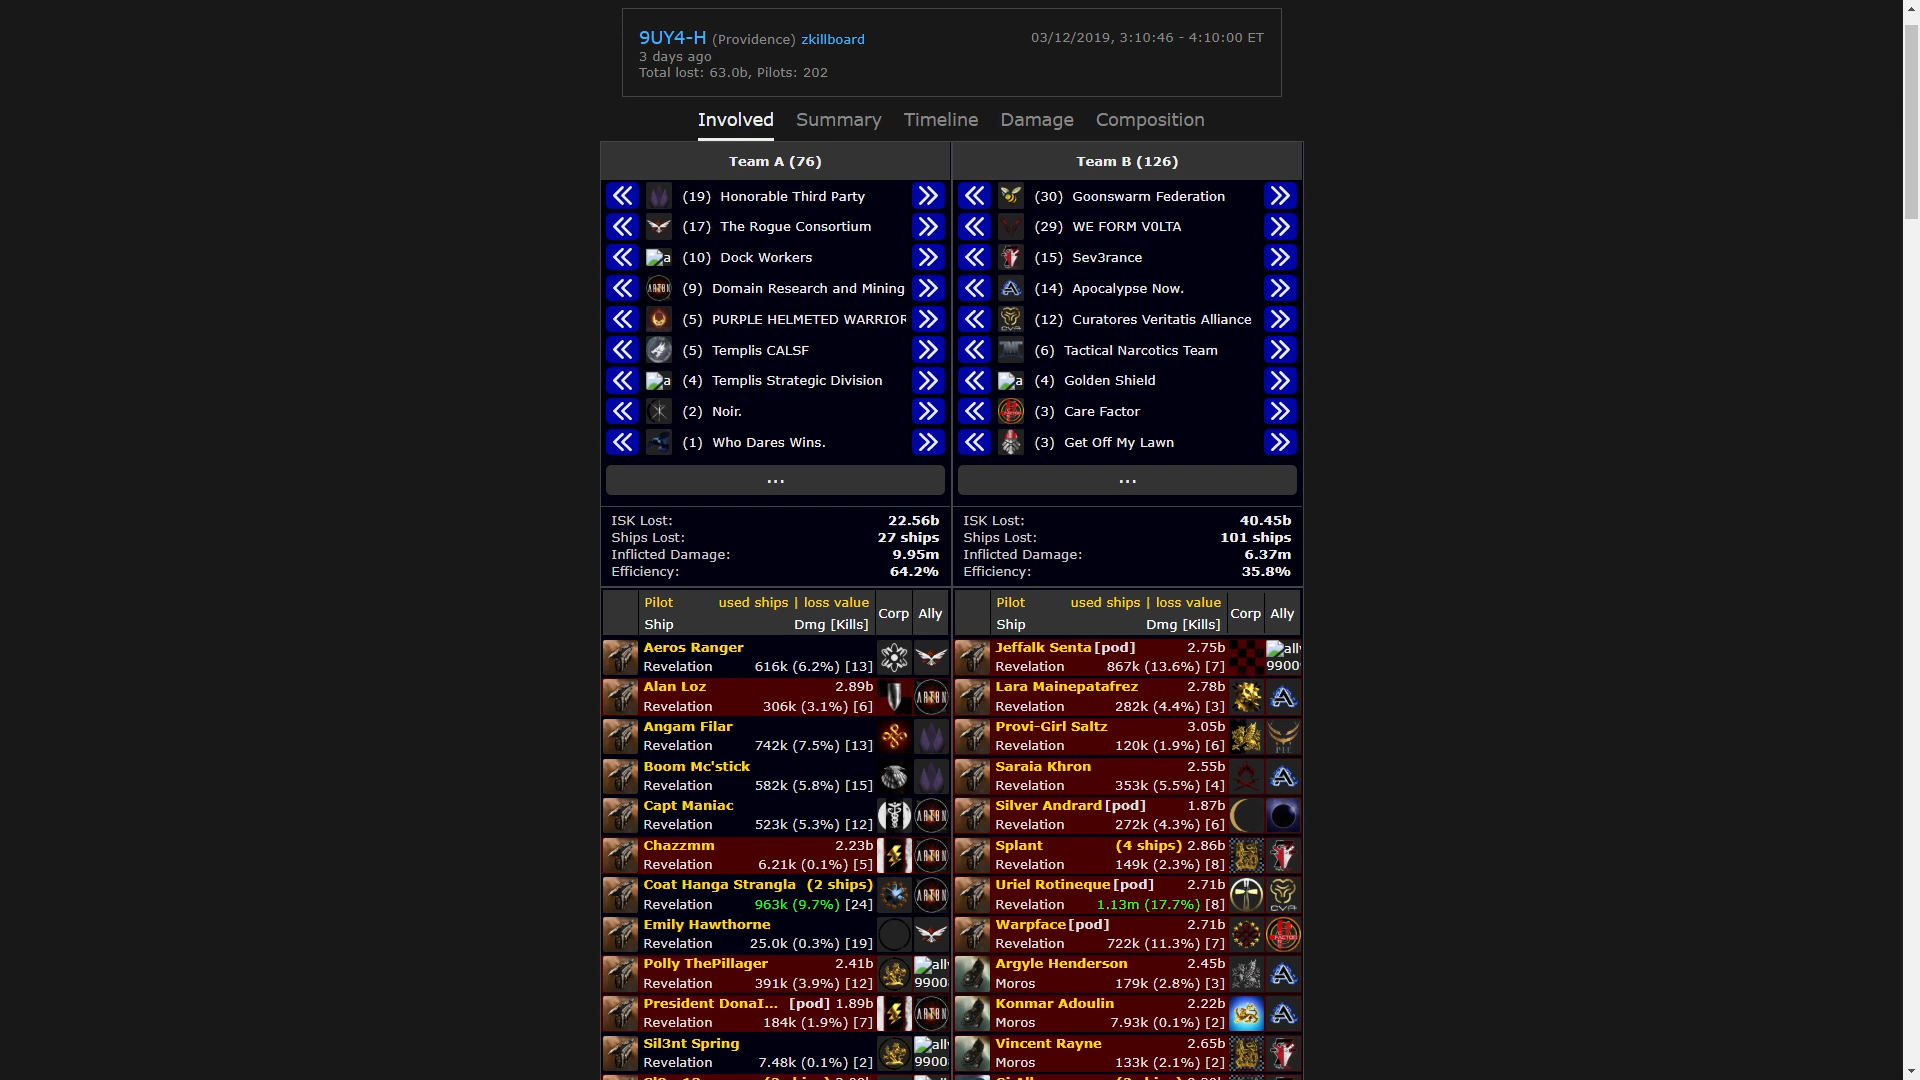 9UY4-H (Providence) zkillboard
03/12/2019, 3:10:46 - 4:10:00 ET
3 days ago
Total lost: 63.0b, Pilots: 202
Involved Summary Timeline Damage Composition
Team A (76)
(19) Honorable Third Party
(17) The Rogue Consortium
(10) Dock Workers
(9) Domain Research and Mining
(5) PURPLE HELMETED WARRIOR
(5) Templis CALSF
(4) Templis Strategic Division
(2) Noir.
(1) Who Dares Wins.
...
ISK Lost: 22.56b
Ships Lost: 27 ships
Inflicted Damage: 9.95m
Efficiency: 64.2%
Pilot used ships | loss value
Ship Dmg [Kills]
Corp Ally
Aeros Ranger
Revelation 616k (6.2%) [13]
Alan Loz 2.89b
Revelation 306k (3.1%) [6]
Angam Filar
Revelation 742k (7.5%) [13]
Boom Mc'stick
Revelation 582k (5.8%) [15]
Capt Maniac
Revelation 523k (5.3%) [12]
Chazzmm 2.23b
Revelation 6.21k (0.1%) [5]
Coat Hanga Strangla (2 ships)
Revelation 963k (9.7%) [24]
Emily Hawthorne
Revelation 25.0k (0.3%) [19]
Polly ThePillager 2.41b
Revelation 391k (3.9%) [12]
President DonaI... [pod] 1.89b
Revelation 184k (1.9%) [7]
Sil3nt Spring
Revelation 7.48k (0.1%) [2]
Team B (126)
(30) Goonswarm Federation
(29) WE FORM V0LTA
(15) Sev3rance
(14) Apocalypse Now.
(12) Curatores Veritatis Alliance
(6) Tactical Narcotics Team
(4) Golden Shield
(3) Care Factor
(3) Get Off My Lawn
...
ISK Lost: 40.45b
Ships Lost: 101 ships
Inflicted Damage: 6.37m
Efficiency: 35.8%
Pilot used ships | loss value
Ship Dmg [Kills]
Corp Ally
Jeffalk Senta [pod] 2.75b
Revelation 867k (13.6%) [7]
Lara Mainepatafrez 2.78b
Revelation 282k (4.4%) [3]
Provi-Girl Saltz 3.05b
Revelation 120k (1.9%) [6]
Saraia Khron 2.55b
Revelation 353k (5.5%) [4]
Silver Andrard [pod] 1.87b
Revelation 272k (4.3%) [6]
Splant (4 ships) 2.86b
Revelation 149k (2.3%) [8]
Uriel Rotineque [pod] 2.71b
Revelation 1.13m (17.7%) [8]
Warpface [pod] 2.71b
Revelation 722k (11.3%) [7]
Argyle Henderson 2.45b
Moros 179k (2.8%) [3]
Konmar Adoulin 2.22b
Moros 7.93k (0.1%) [2]
Vincent Rayne 2.65b
Moros 133k (2.1%) [2]